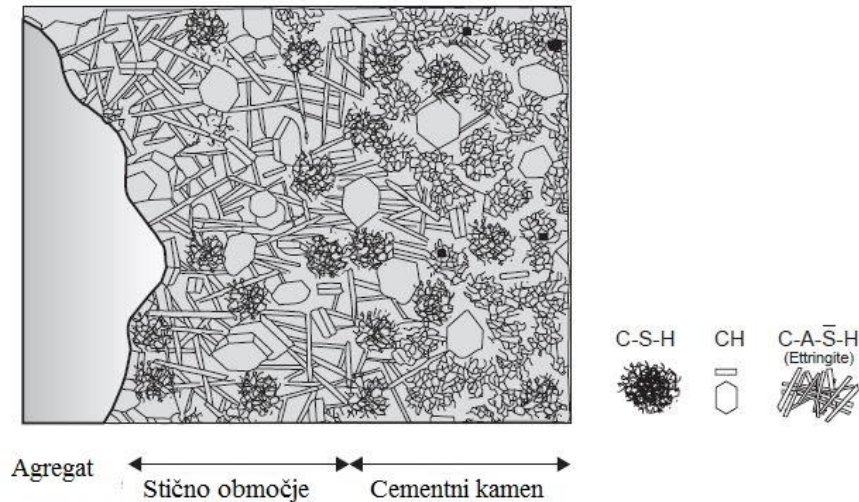 C-S-H
CH
C-A-S̅-H
(Ettringite)
Agregat
Stično območje
Cementni kamen